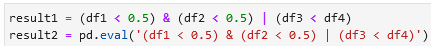 result1 = (df1 < 0.5) & (df2 < 0.5) | (df3 < df4)
result2 = pd.eval('(df1 < 0.5) & (df2 < 0.5) | (df3 < df4)')